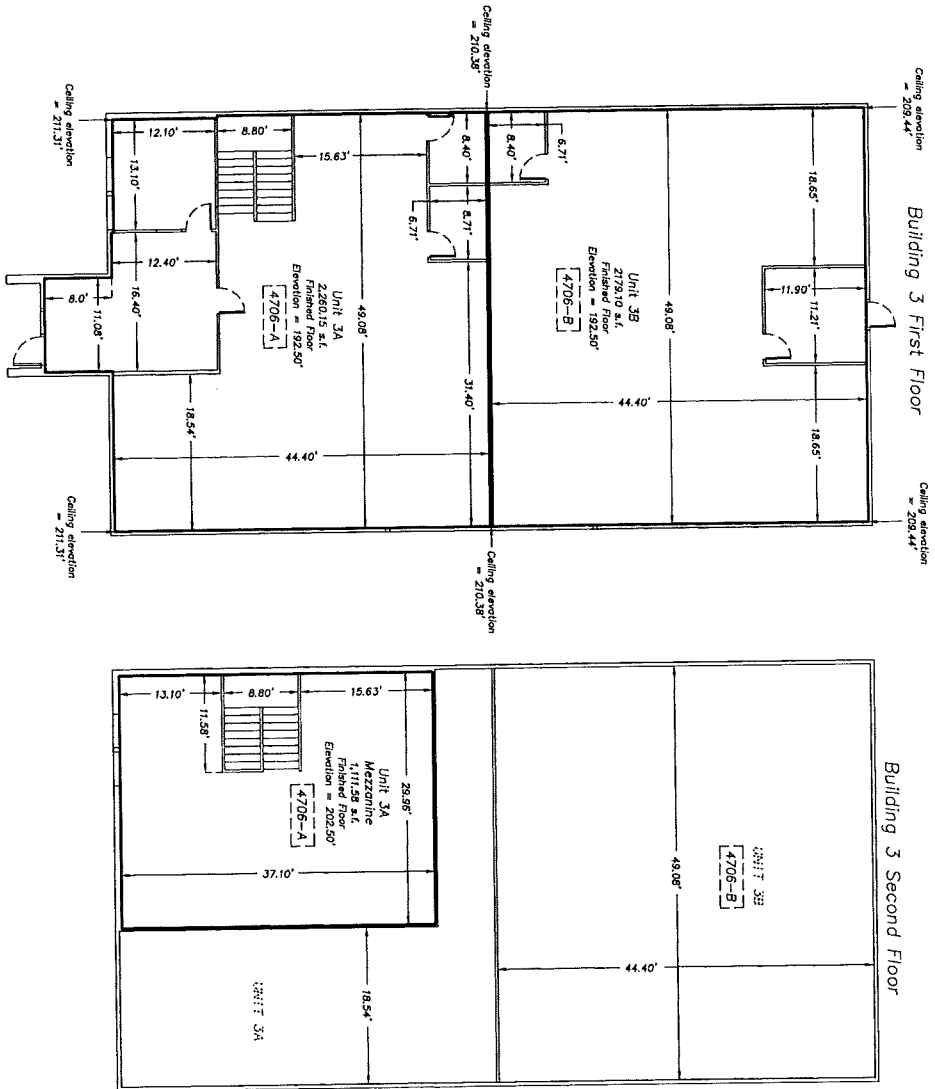 Building 3 First Floor
Ceiling elevation
= 209.44'
Ceiling elevation
= 209.44'
18.65'
11.21'
18.65'
11.90'
6.71'
8.40'
49.08'
44.40'
Unit 3B
2179.10 s.f.
Finished Floor
Elevation = 192.50'
4706-B
Ceiling elevation
= 210.38'
Ceiling elevation
= 210.38'
8.40'
8.71'
6.71'
31.40'
15.63'
49.08'
44.40'
Unit 3A
2,260.15 s.f.
Finished Floor
Elevation = 192.50'
4706-A
8.80'
12.10'
13.10'
12.40'
16.40'
8.0'
11.08'
18.54'
Ceiling elevation
= 211.31'
Ceiling elevation
= 211.31'
Building 3 Second Floor
UNIT 3B
4706-B
49.08'
44.40'
15.63'
8.80'
13.10'
11.58'
29.96'
37.10'
Unit 3A
Mezzanine
1,111.58 s.f.
Finished Floor
Elevation = 202.50'
4706-A
18.54'
UNIT 3A